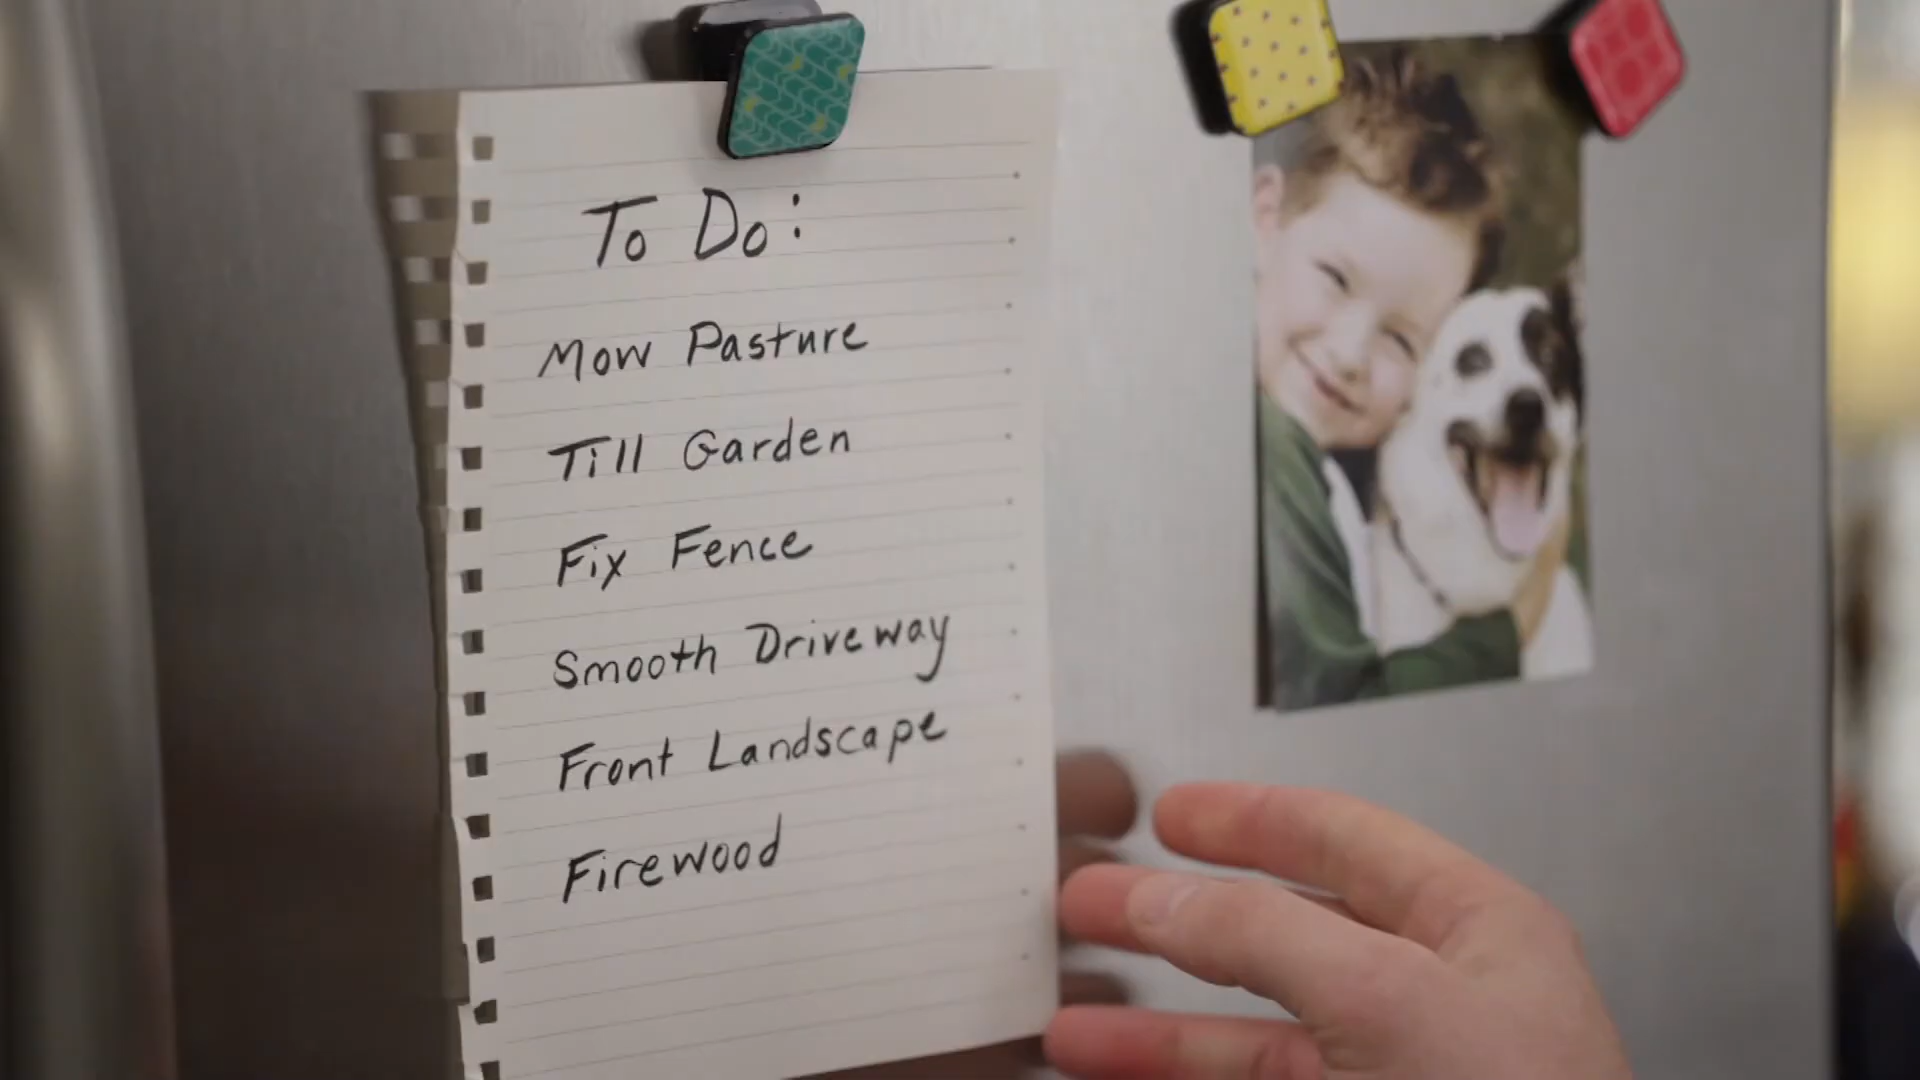 To Do:
Mow Pasture
Till Garden
Fix Fence
Smooth Driveway
Front Landscape
Firewood